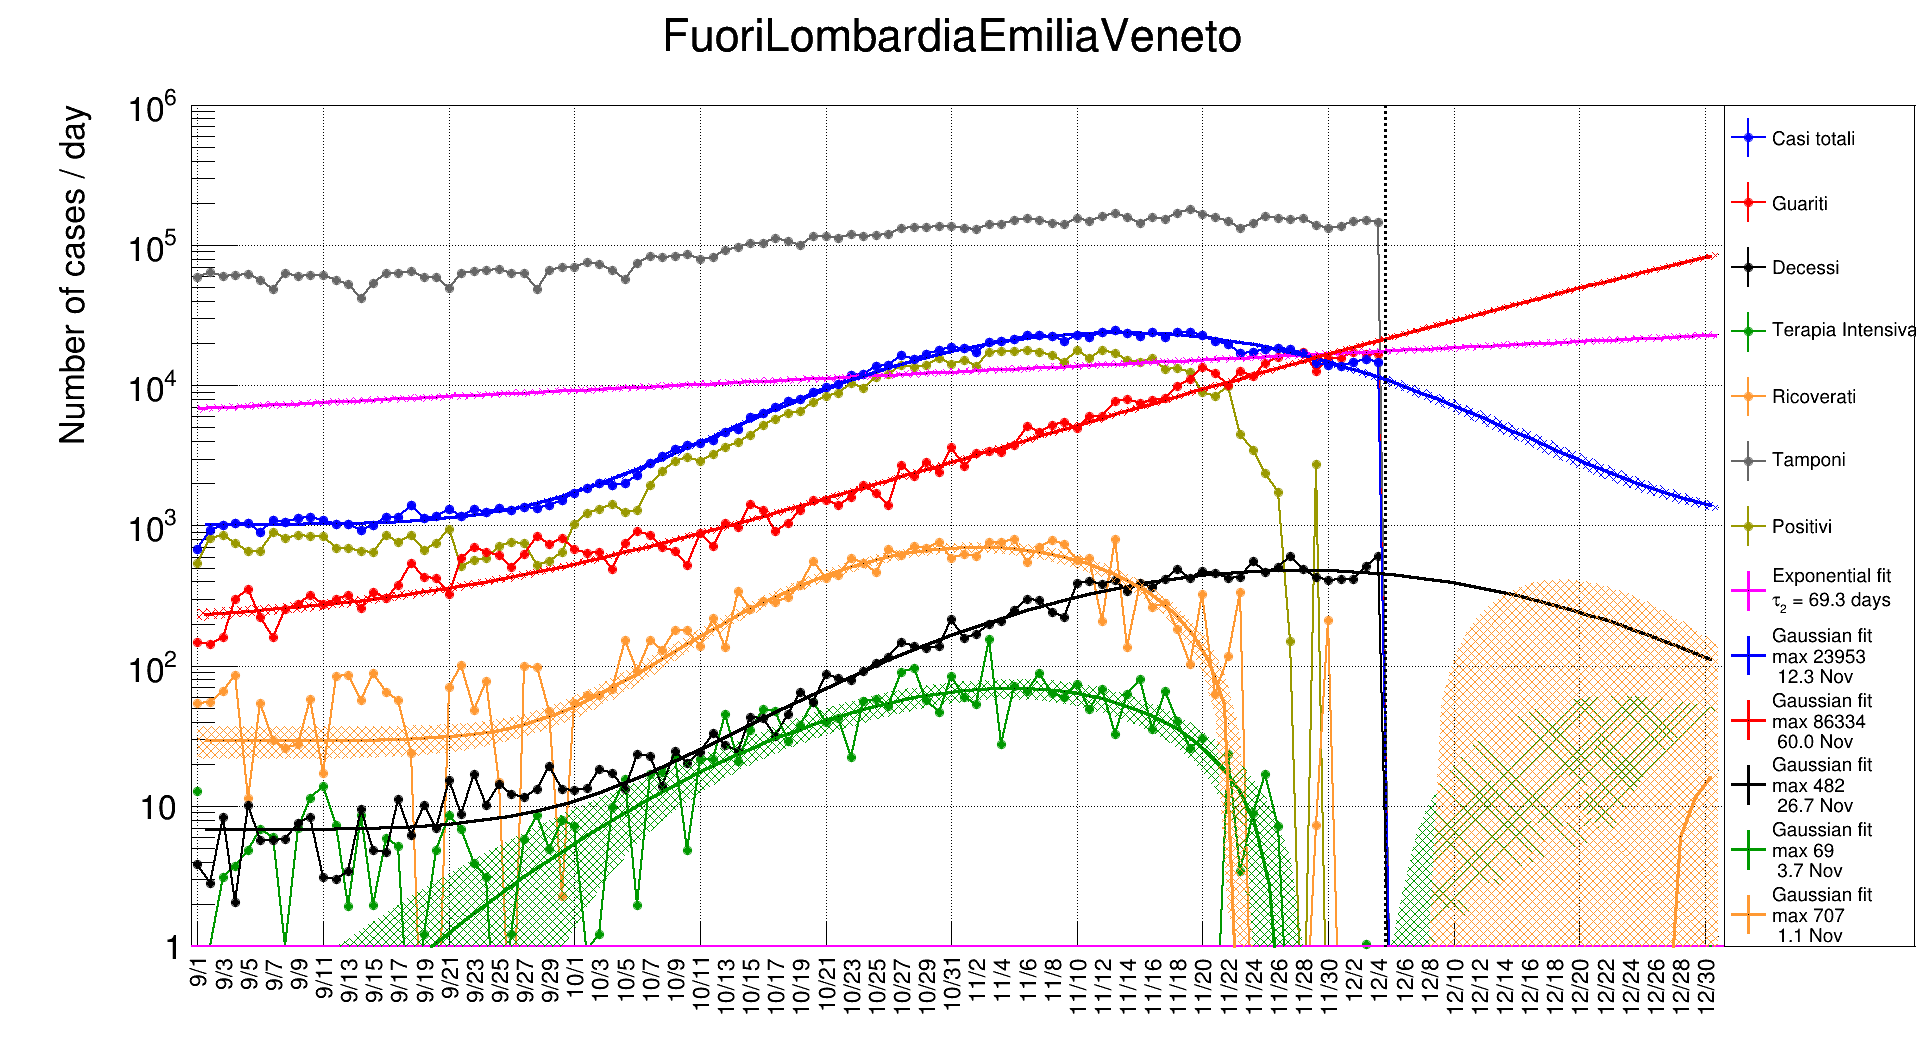 FuoriLombardiaEmiliaVeneto
Number of cases / day
10^6
10^5
10^4
10^3
10^2
10
1
9/1 9/3 9/5 9/7 9/9 9/11 9/13 9/15 9/17 9/19 9/21 9/23 9/25 9/27 9/29 10/1 10/3 10/5 10/7 10/9 10/11 10/13 10/15 10/17 10/19 10/21 10/23 10/25 10/27 10/29 10/31 11/2 11/4 11/6 11/8 11/10 11/12 11/14 11/16 11/18 11/20 11/22 11/24 11/26 11/28 11/30 12/2 12/4 12/6 12/8 12/10 12/12 12/14 12/16 12/18 12/20 12/22 12/24 12/26 12/28 12/30
Casi totali
Guariti
Decessi
Terapia Intensiva
Ricoverati
Tamponi
Positivi
Exponential fit
τ_2 = 69.3 days
Gaussian fit
max 23953
12.3 Nov
Gaussian fit
max 86334
60.0 Nov
Gaussian fit
max 482
26.7 Nov
Gaussian fit
max 69
3.7 Nov
Gaussian fit
max 707
1.1 Nov